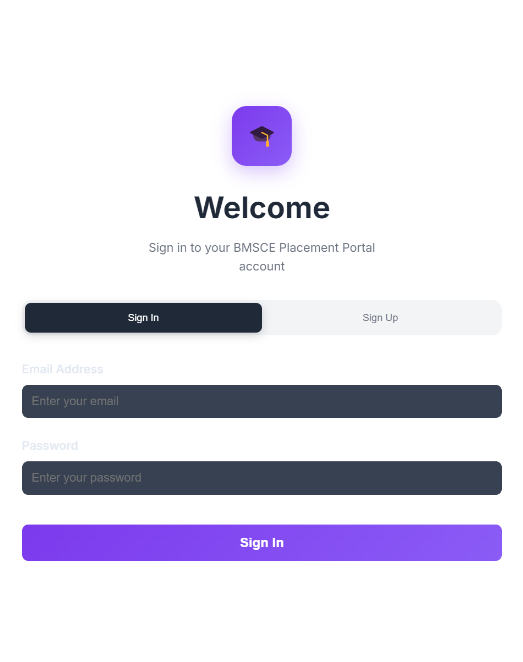 Welcome
Sign in to your BMSCE Placement Portal
account
Sign In
Sign Up
Email Address
Enter your email
Password
Enter your password
Sign In